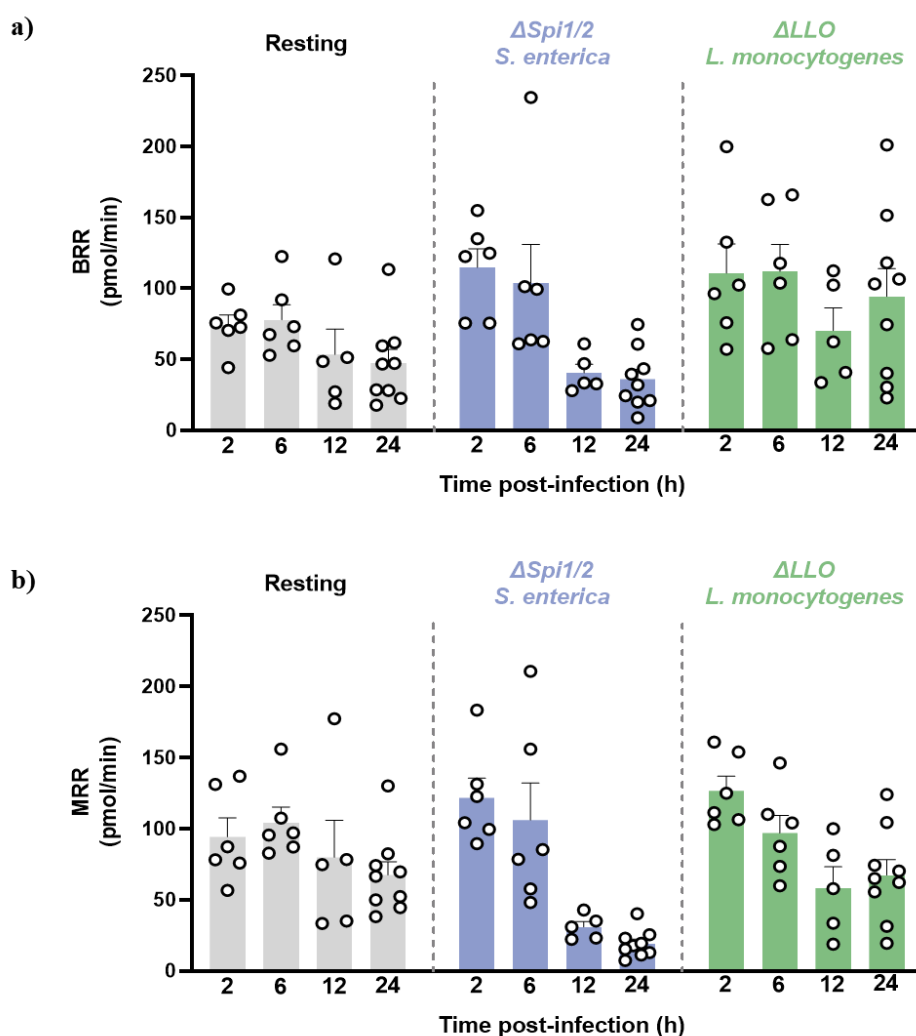 a)
Resting
ΔSpi1/2
S. enterica
ΔLLO
L. monocytogenes
BRR
(pmol/min)
250
200
150
100
50
0
2 6 12 24 2 6 12 24 2 6 12 24
Time post-infection (h)
b)
Resting
ΔSpi1/2
S. enterica
ΔLLO
L. monocytogenes
MRR
(pmol/min)
250
200
150
100
50
0
2 6 12 24 2 6 12 24 2 6 12 24
Time post-infection (h)